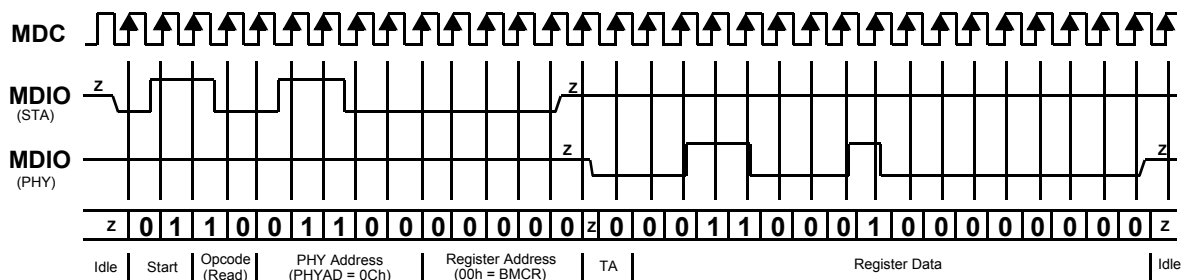 MDC
z
z
MDIO
(STA)
z
z
MDIO
(PHY)
z 0 1 1 0 0 1 1 0 0 0 0 0 0 0 z 0 0 0 1 1 0 0 0 1 0 0 0 0 0 0 0 0 z
Idle Start Opcode (Read) PHY Address (PHYAD = 0Ch) Register Address (00h = BMCR) TA Register Data Idle